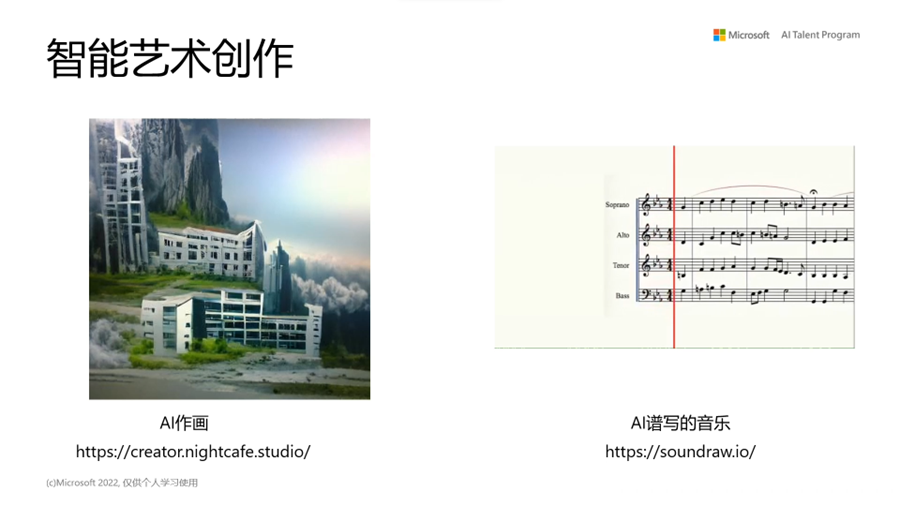 智能艺术创作
Microsoft AI Talent Program
Soprano
Alto
Tenor
Bass
AI作画
https://creator.nightcafe.studio/
AI谱写的音乐
https://soundraw.io/
(c)Microsoft 2022, 仅供个人学习使用